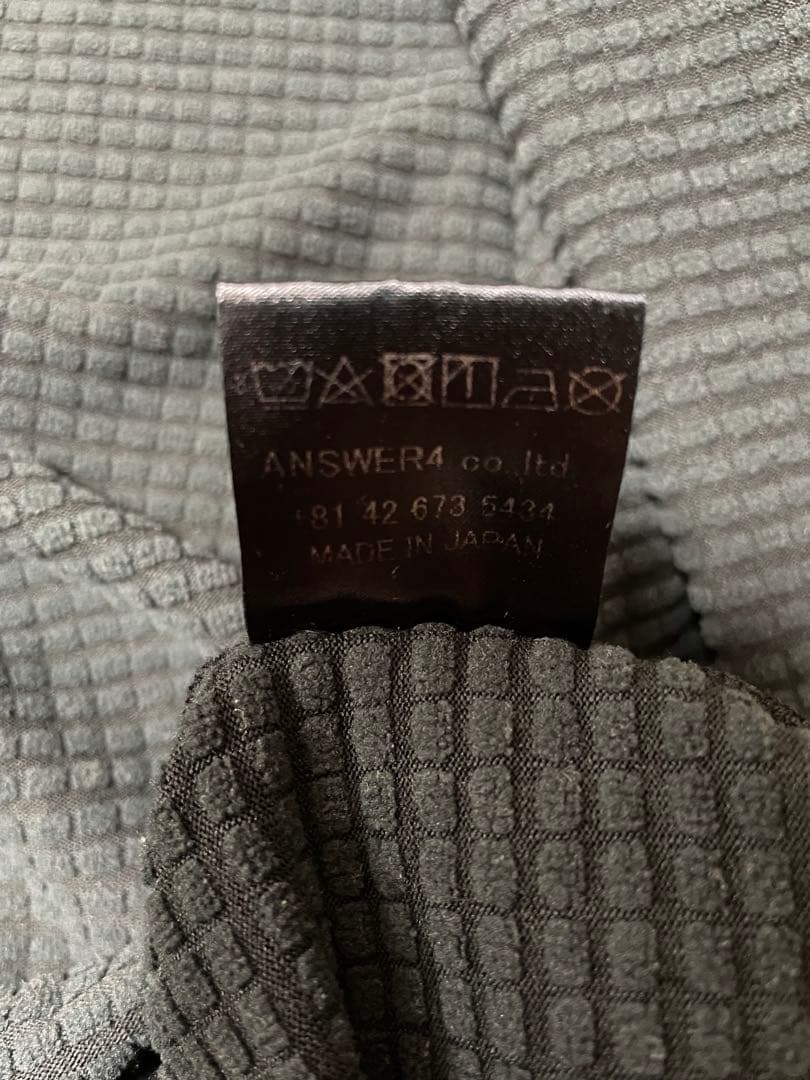 ANSWER4 co.,ltd.
+81 42 673 5434
MADE IN JAPAN